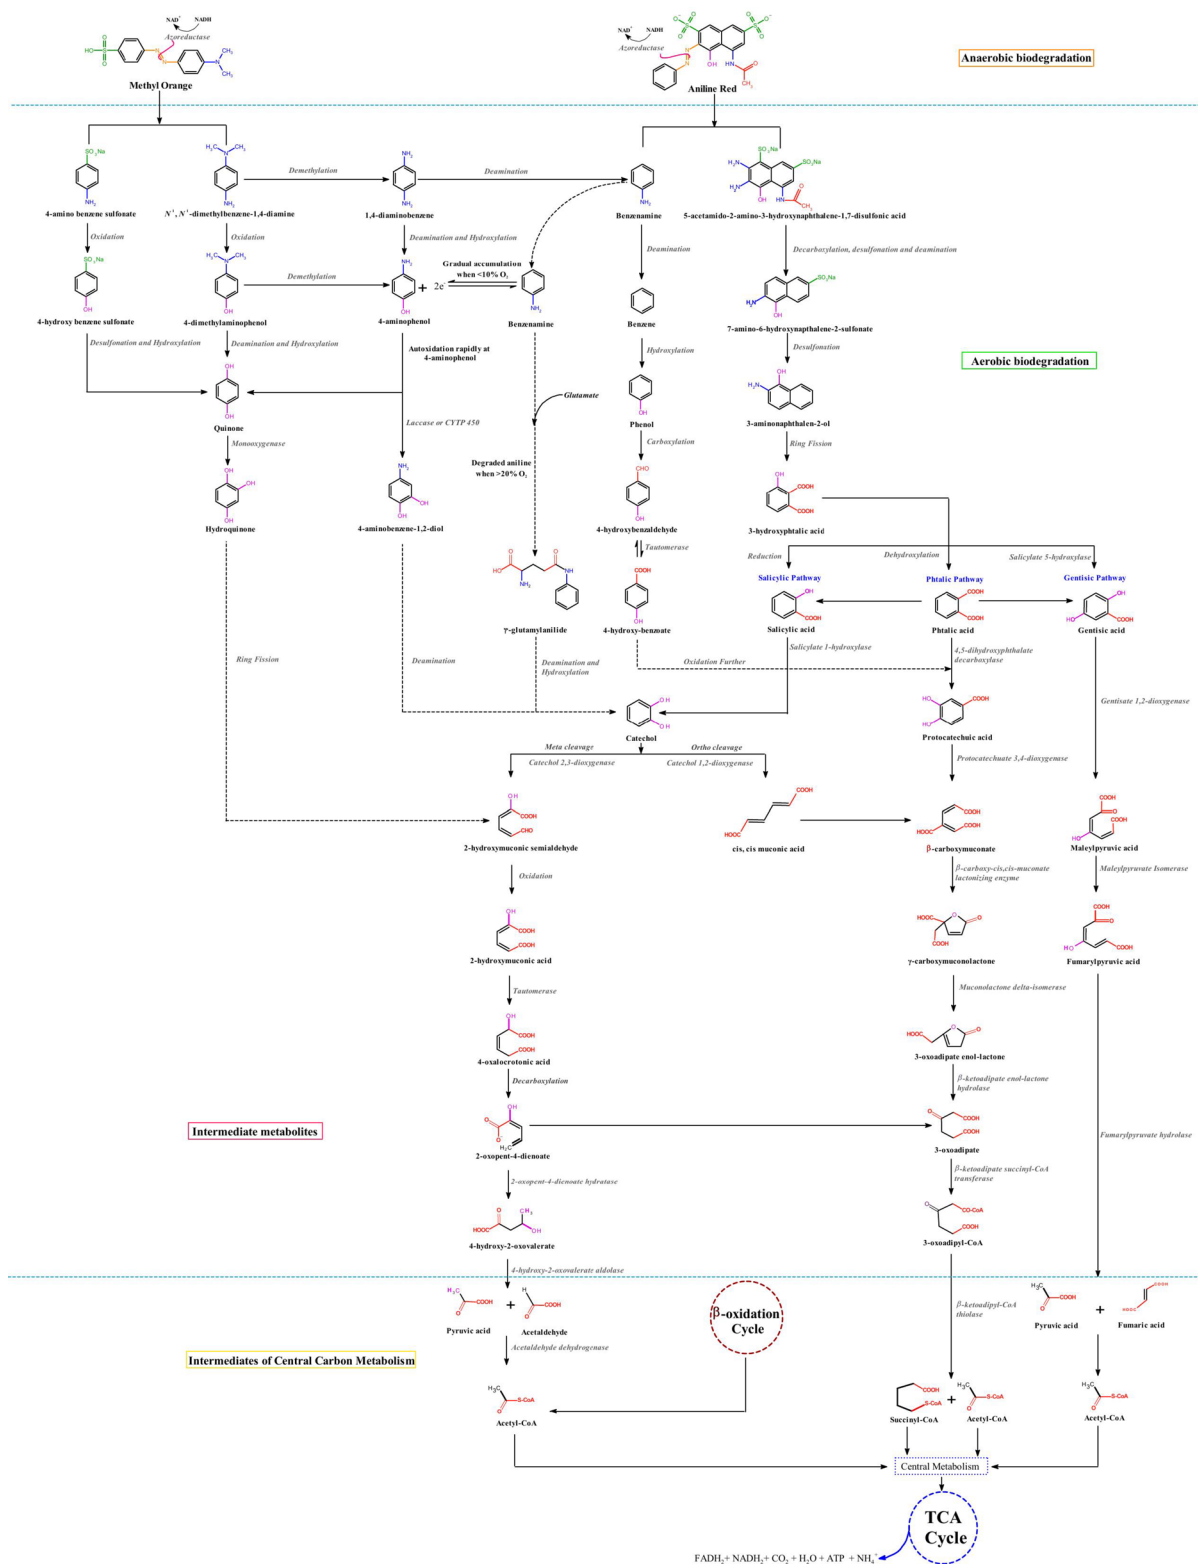 NAD+ NADH
Azoreductase
Methyl Orange
NAD+ NADH
Azoreductase
Aniline Red
Anaerobic biodegradation
4-amino benzene sulfonate
N1, N1-dimethylbenzene-1,4-diamine
Demethylation
1,4-diaminobenzene
Deamination
Benzenamine
5-acetamido-2-amino-3-hydroxynaphthalene-1,7-disulfonic acid
Oxidation
Oxidation
Deamination and Hydroxylation
Deamination
Decarboxylation, desulfonation and deamination
4-hydroxy benzene sulfonate
4-dimethylaminophenol
Demethylation
4-aminophenol
+ 2e-
Gradual accumulation
when <10% O2
Benzenamine
Benzene
7-amino-6-hydroxynapthalene-2-sulfonate
Desulfonation and Hydroxylation
Deamination and Hydroxylation
Autoxidation rapidly at
4-aminophenol
Hydroxylation
Desulfonation
Aerobic biodegradation
Quinone
Glutamate
Phenol
3-aminonaphthalen-2-ol
Monooxygenase
Laccase or CYTP 450
Carboxylation
Ring Fission
Degraded aniline
when >20% O2
Hydroquinone
4-aminobenzene-1,2-diol
4-hydroxybenzaldehyde
3-hydroxyphtalic acid
Tautomerase
Reduction
Dehydroxylation
Salicylate 5-hydroxylase
Salicylic Pathway
Phtalic Pathway
Gentisic Pathway
γ-glutamylanilide
4-hydroxy-benzoate
Salicylic acid
Phtalic acid
Gentisic acid
Ring Fission
Deamination
Deamination and
Hydroxylation
Oxidation Further
Salicylate 1-hydroxylase
4,5-dihydroxyphthalate
decarboxylase
Gentisate 1,2-dioxygenase
Catechol
Protocatechuic acid
Meta cleavage
Ortho cleavage
Catechol 2,3-dioxygenase
Catechol 1,2-dioxygenase
Protocatechuate 3,4-dioxygenase
2-hydroxymuconic semialdehyde
cis, cis muconic acid
β-carboxymuconate
Maleylpyruvic acid
Oxidation
β-carboxy-cis,cis-muconate
lactonizing enzyme
Maleylpyruvate Isomerase
2-hydroxymuconic acid
γ-carboxymuconolactone
Fumarylpyruvic acid
Tautomerase
Muconolactone delta-isomerase
4-oxalocrotonic acid
3-oxoadipate enol-lactone
Decarboxylation
β-ketoadipate enol-lactone
hydrolase
Intermediate metabolites
2-oxopent-4-dienoate
3-oxoadipate
Fumarylpyruvate hydrolase
2-oxopent-4-dienoate hydratase
β-ketoadipate succinyl-CoA
transferase
4-hydroxy-2-oxovalerate
3-oxoadipyl-CoA
4-hydroxy-2-oxovalerate aldolase
Pyruvic acid
+
Acetaldehyde
β-oxidation
Cycle
β-ketoadipyl-CoA
thiolase
Pyruvic acid
+
Fumaric acid
Acetaldehyde dehydrogenase
Intermediates of Central Carbon Metabolism
Acetyl-CoA
Succinyl-CoA
+
Acetyl-CoA
Acetyl-CoA
Central Metabolism
TCA
Cycle
FADH2+ NADH2+ CO2 + H2O + ATP + NH4+